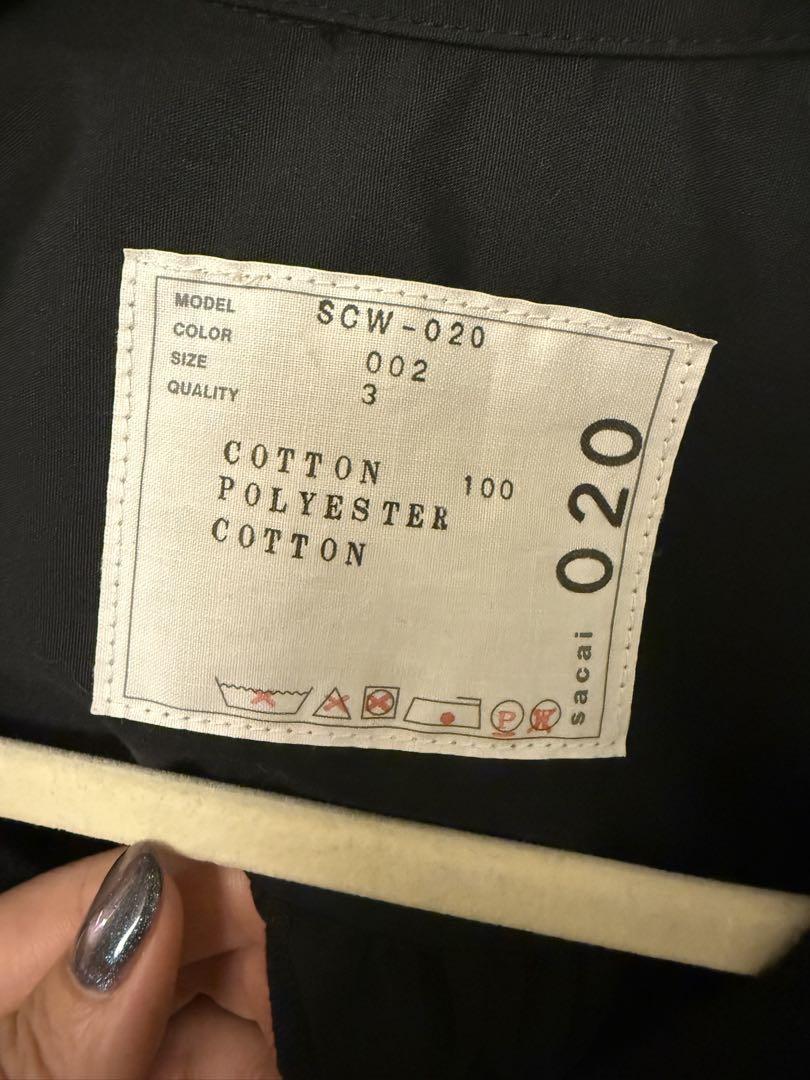 MODEL SCW-020
COLOR 002
SIZE 3
QUALITY
COTTON 100
POLYESTER
COTTON
sacai 020
P
W